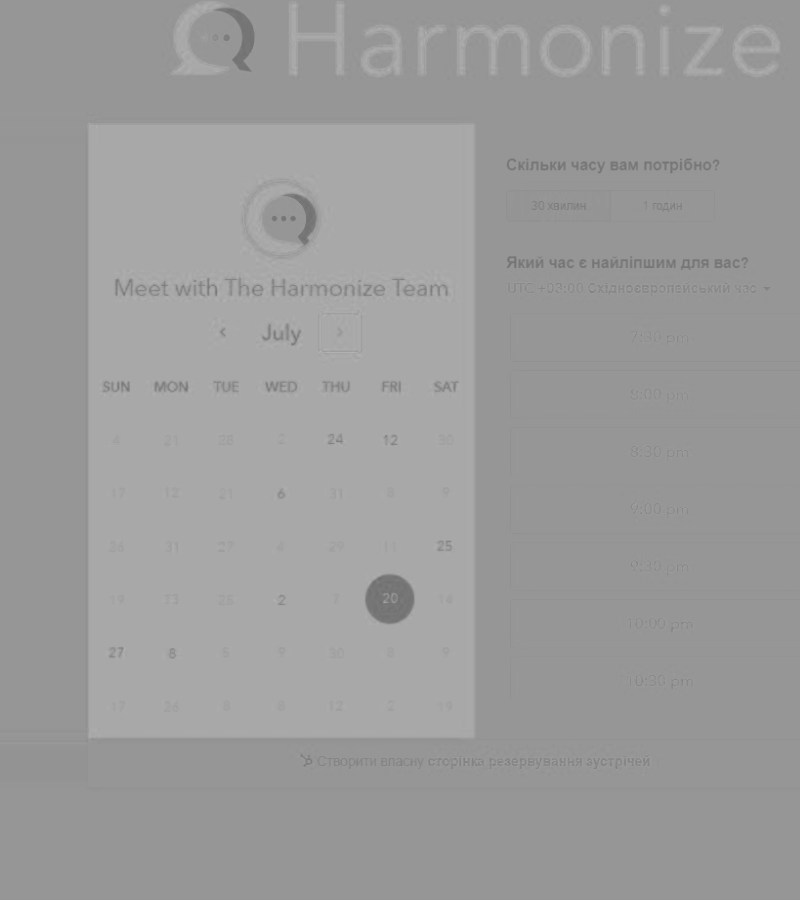 Harmonize
Meet with The Harmonize Team
July
SUN MON TUE WED THU FRI SAT
4 21 28 2 24 12 30
17 12 21 6 31 8 9
26 31 27 4 29 11 25
19 13 25 2 7 20 14
27 8 5 9 30 6 9
17 26 8 12 2 19
Скільки часу вам потрібно?
30 хвилин 1 годин
Який час є найліпшим для вас?
UTC +03:00 Східноєвропейський час
7:30 pm
8:00 pm
8:30 pm
9:00 pm
9:30 pm
10:00 pm
10:30 pm
Створити власну сторінка резервування зустрічей